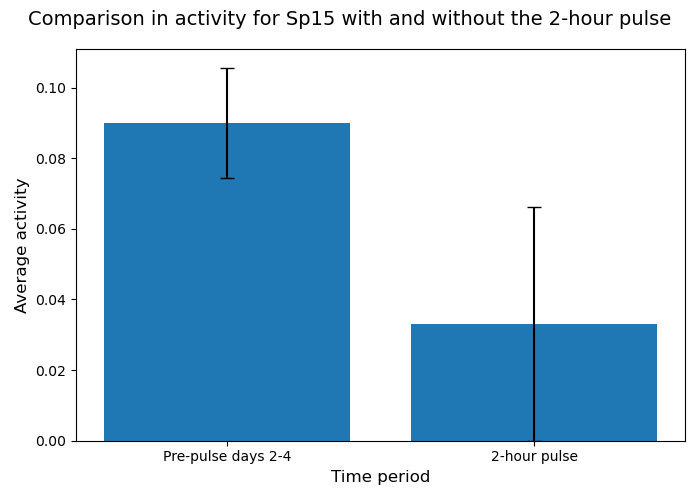 Comparison in activity for Sp15 with and without the 2-hour pulse
Average activity
0.10
0.08
0.06
0.04
0.02
0.00
Pre-pulse days 2-4
2-hour pulse
Time period